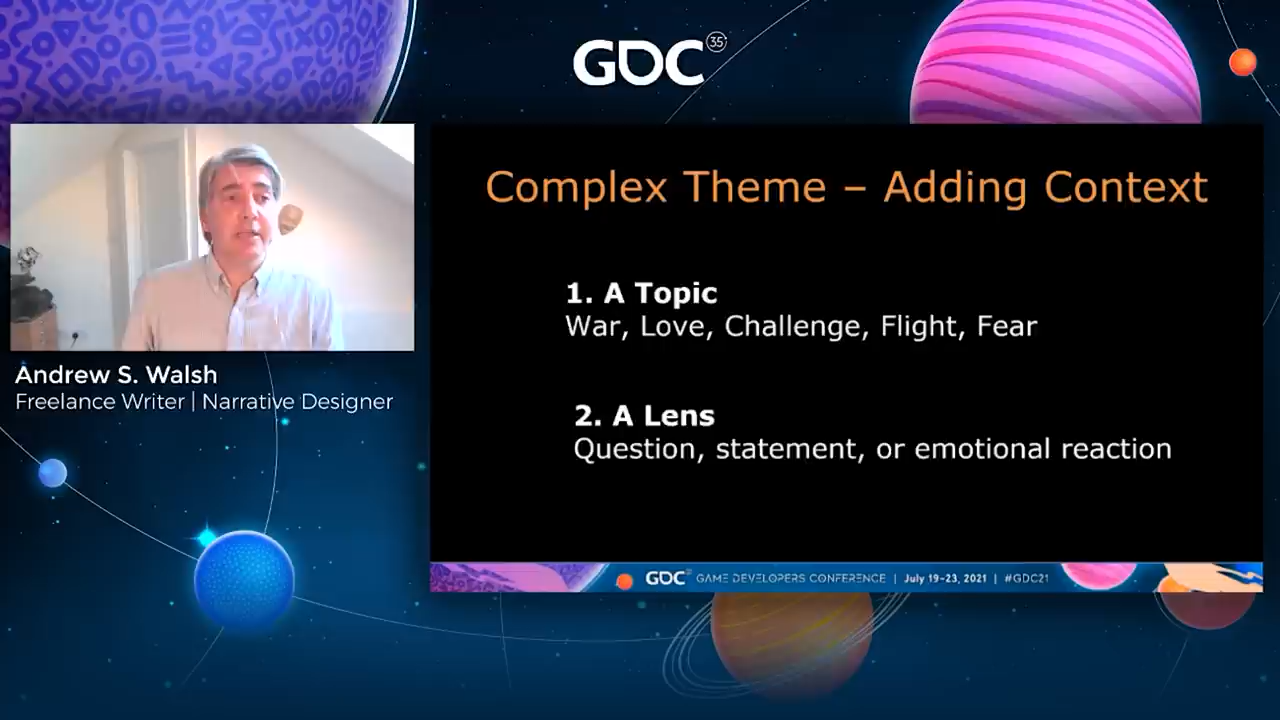 GDC 35
Andrew S. Walsh
Freelance Writer | Narrative Designer
Complex Theme – Adding Context
1. A Topic
War, Love, Challenge, Flight, Fear
2. A Lens
Question, statement, or emotional reaction
GDC GAME DEVELOPERS CONFERENCE | July 19-23, 2021 | #GDC21